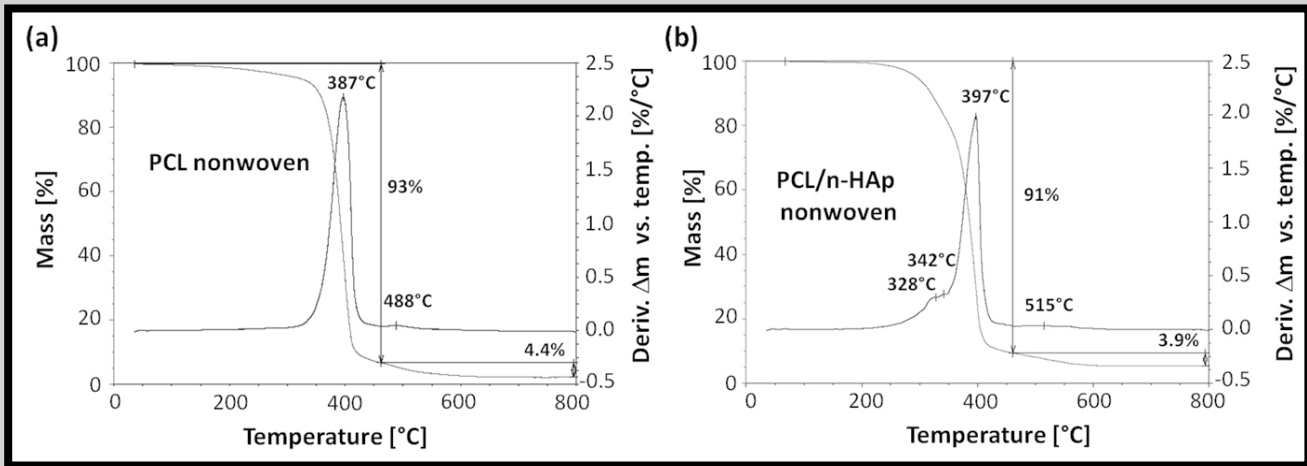 (a)
100
80
60
40
20
0
Mass [%]
387°C
PCL nonwoven
93%
488°C
4.4%
2.5
2.0
1.5
1.0
0.5
0.0
-0.5
Deriv. Δm vs. temp. [%/°C]
0
200
400
600
800
Temperature [°C]
(b)
100
80
60
40
20
0
Mass [%]
397°C
PCL/n-HAp
nonwoven
91%
342°C
328°C
515°C
3.9%
2.5
2.0
1.5
1.0
0.5
0.0
-0.5
Deriv. Δm vs. temp. [%/°C]
0
200
400
600
800
Temperature [°C]